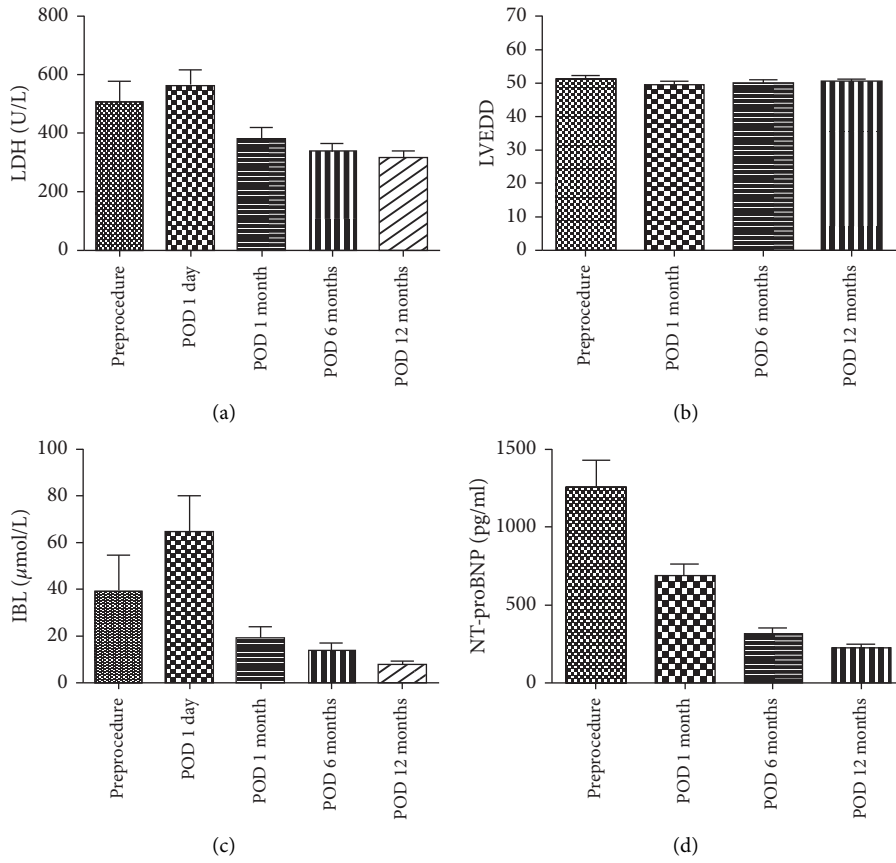 LDH (U/L)
800
600
400
200
0
Preprocedure
POD 1 day
POD 1 month
POD 6 months
POD 12 months
(a)
LVEDD
70
60
50
40
30
20
10
0
Preprocedure
POD 1 month
POD 6 months
POD 12 months
(b)
IBL (μmol/L)
100
80
60
40
20
0
Preprocedure
POD 1 day
POD 1 month
POD 6 months
POD 12 months
(c)
NT-proBNP (pg/ml)
1500
1000
500
0
Preprocedure
POD 1 month
POD 6 months
POD 12 months
(d)